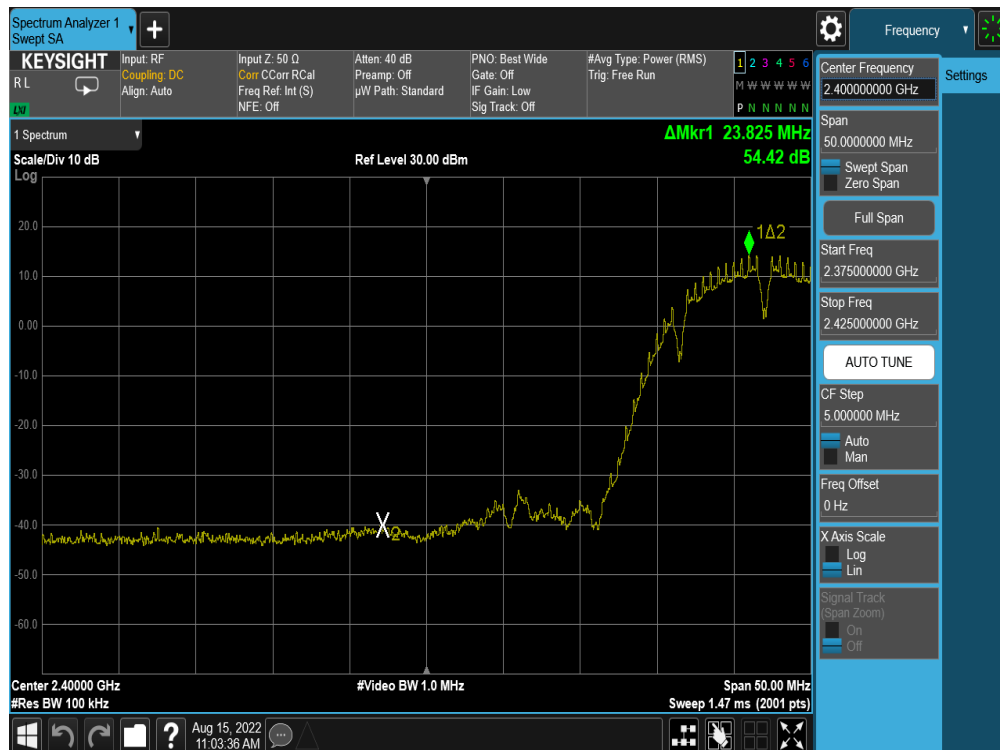 Spectrum Analyzer 1
Swept SA
+
Frequency
KEYSIGHT
R L
LXI
Input: RF
Coupling: DC
Align: Auto
Input Z: 50 Ω
Corr CCorr RCal
Freq Ref: Int (S)
NFE: Off
Atten: 40 dB
Preamp: Off
µW Path: Standard
PNO: Best Wide
Gate: Off
IF Gain: Low
Sig Track: Off
#Avg Type: Power (RMS)
Trig: Free Run
1 2 3 4 5 6
M W W W W W
P N N N N N
1 Spectrum
Scale/Div 10 dB
Log
Ref Level 30.00 dBm
ΔMkr1 23.825 MHz
54.42 dB
1Δ2
20.0
10.0
0.00
-10.0
-20.0
-30.0
-40.0
-50.0
-60.0
X2
Center 2.40000 GHz
#Res BW 100 kHz
#Video BW 1.0 MHz
Span 50.00 MHz
Sweep 1.47 ms (2001 pts)
Center Frequency
2.400000000 GHz
Settings
Span
50.0000000 MHz
Swept Span
Zero Span
Full Span
Start Freq
2.375000000 GHz
Stop Freq
2.425000000 GHz
AUTO TUNE
CF Step
5.000000 MHz
Auto
Man
Freq Offset
0 Hz
X Axis Scale
Log
Lin
Signal Track
(Span Zoom)
On
Off
?
Aug 15, 2022
11:03:36 AM